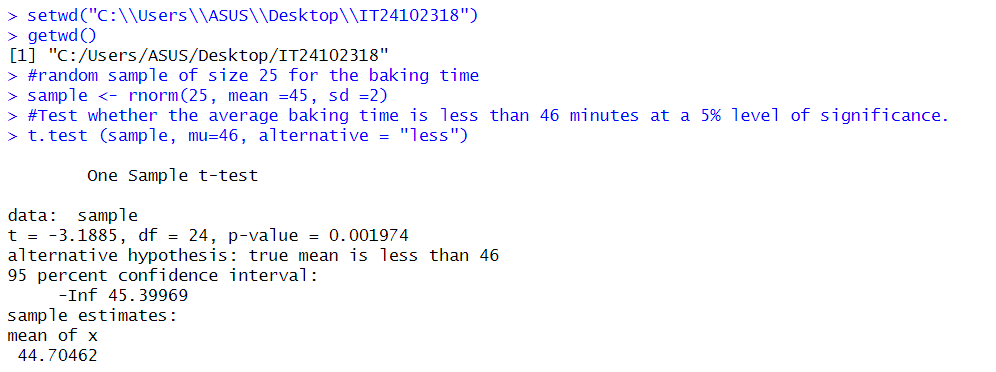 > setwd("C:\\Users\\ASUS\\Desktop\\IT24102318")
> getwd()
[1] "C:/Users/ASUS/Desktop/IT24102318"
> #random sample of size 25 for the baking time
> sample <- rnorm(25, mean =45, sd =2)
> #Test whether the average baking time is less than 46 minutes at a 5% level of significance.
> t.test (sample, mu=46, alternative = "less")
One Sample t-test
data:  sample
t = -3.1885, df = 24, p-value = 0.001974
alternative hypothesis: true mean is less than 46
95 percent confidence interval:
-Inf 45.39969
sample estimates:
mean of x
44.70462